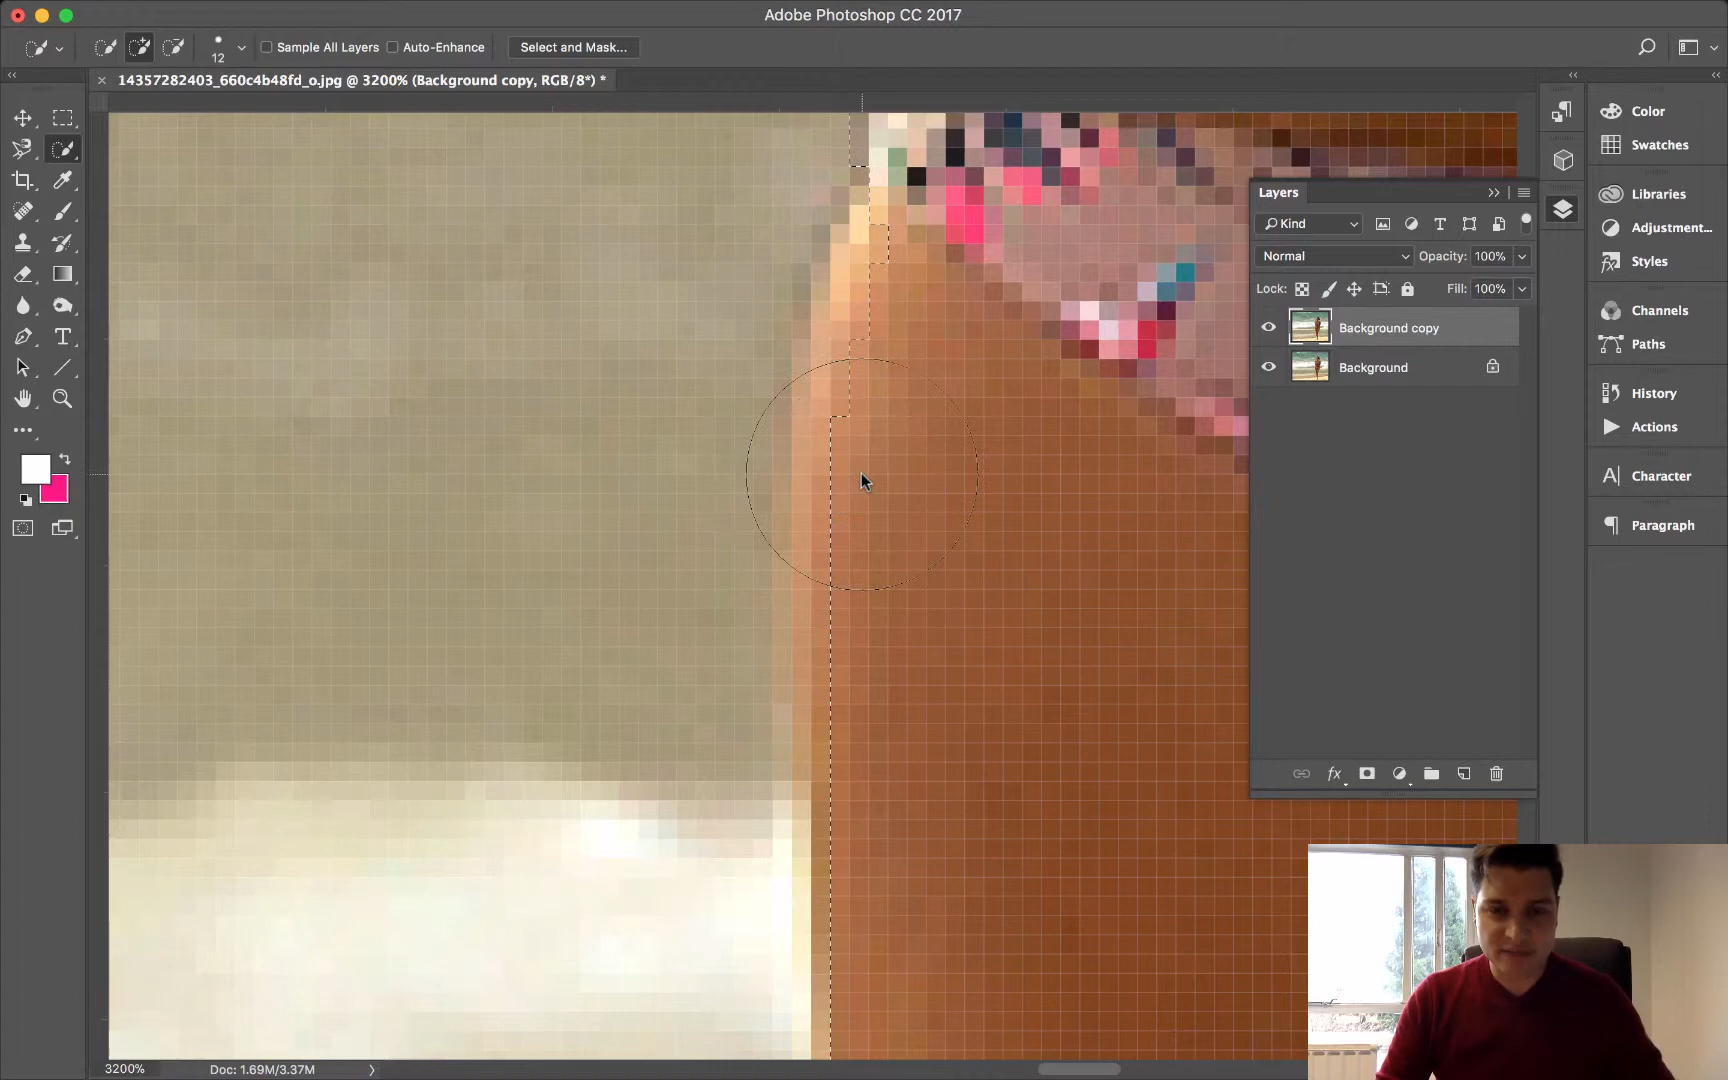 Adobe Photoshop CC 2017
12
Sample All Layers
Auto-Enhance
Select and Mask...
14357282403_660c4b48fd_o.jpg @ 3200% (Background copy, RGB/8*) *
Layers
Kind
Normal
Opacity: 100%
Lock:
Fill: 100%
Background copy
Background
fx
Color
Swatches
Libraries
Adjustment...
Styles
Channels
Paths
History
Actions
Character
Paragraph
3200%
Doc: 1.69M/3.37M